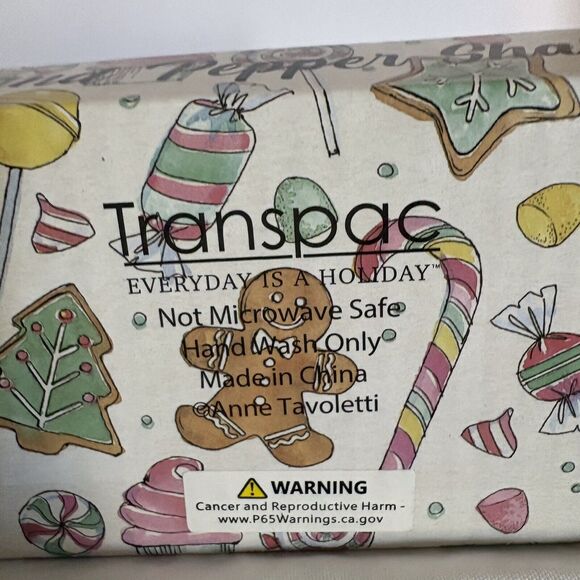 Pepper Sha
Transpac
EVERYDAY IS A HOLIDAY™
Not Microwave Safe
Hand Wash Only
Made in China
©Anne Tavoletti
WARNING
Cancer and Reproductive Harm -
www.P65Warnings.ca.gov